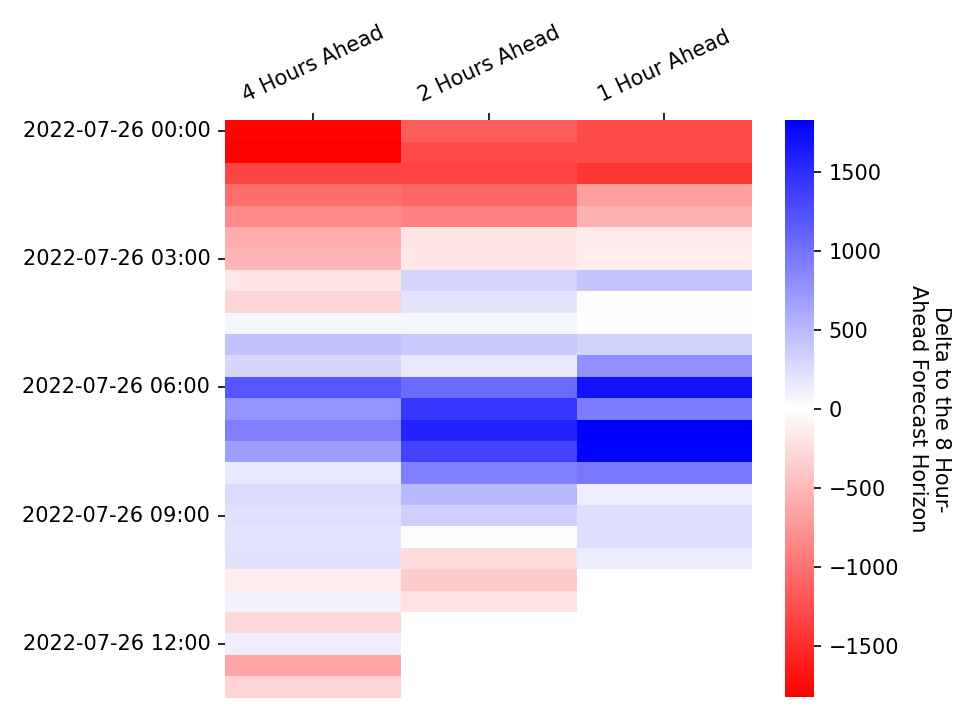 4 Hours Ahead
2 Hours Ahead
1 Hour Ahead
2022-07-26 00:00
2022-07-26 03:00
2022-07-26 06:00
2022-07-26 09:00
2022-07-26 12:00
1500
1000
500
0
−500
−1000
−1500
Delta to the 8 Hour-
Ahead Forecast Horizon